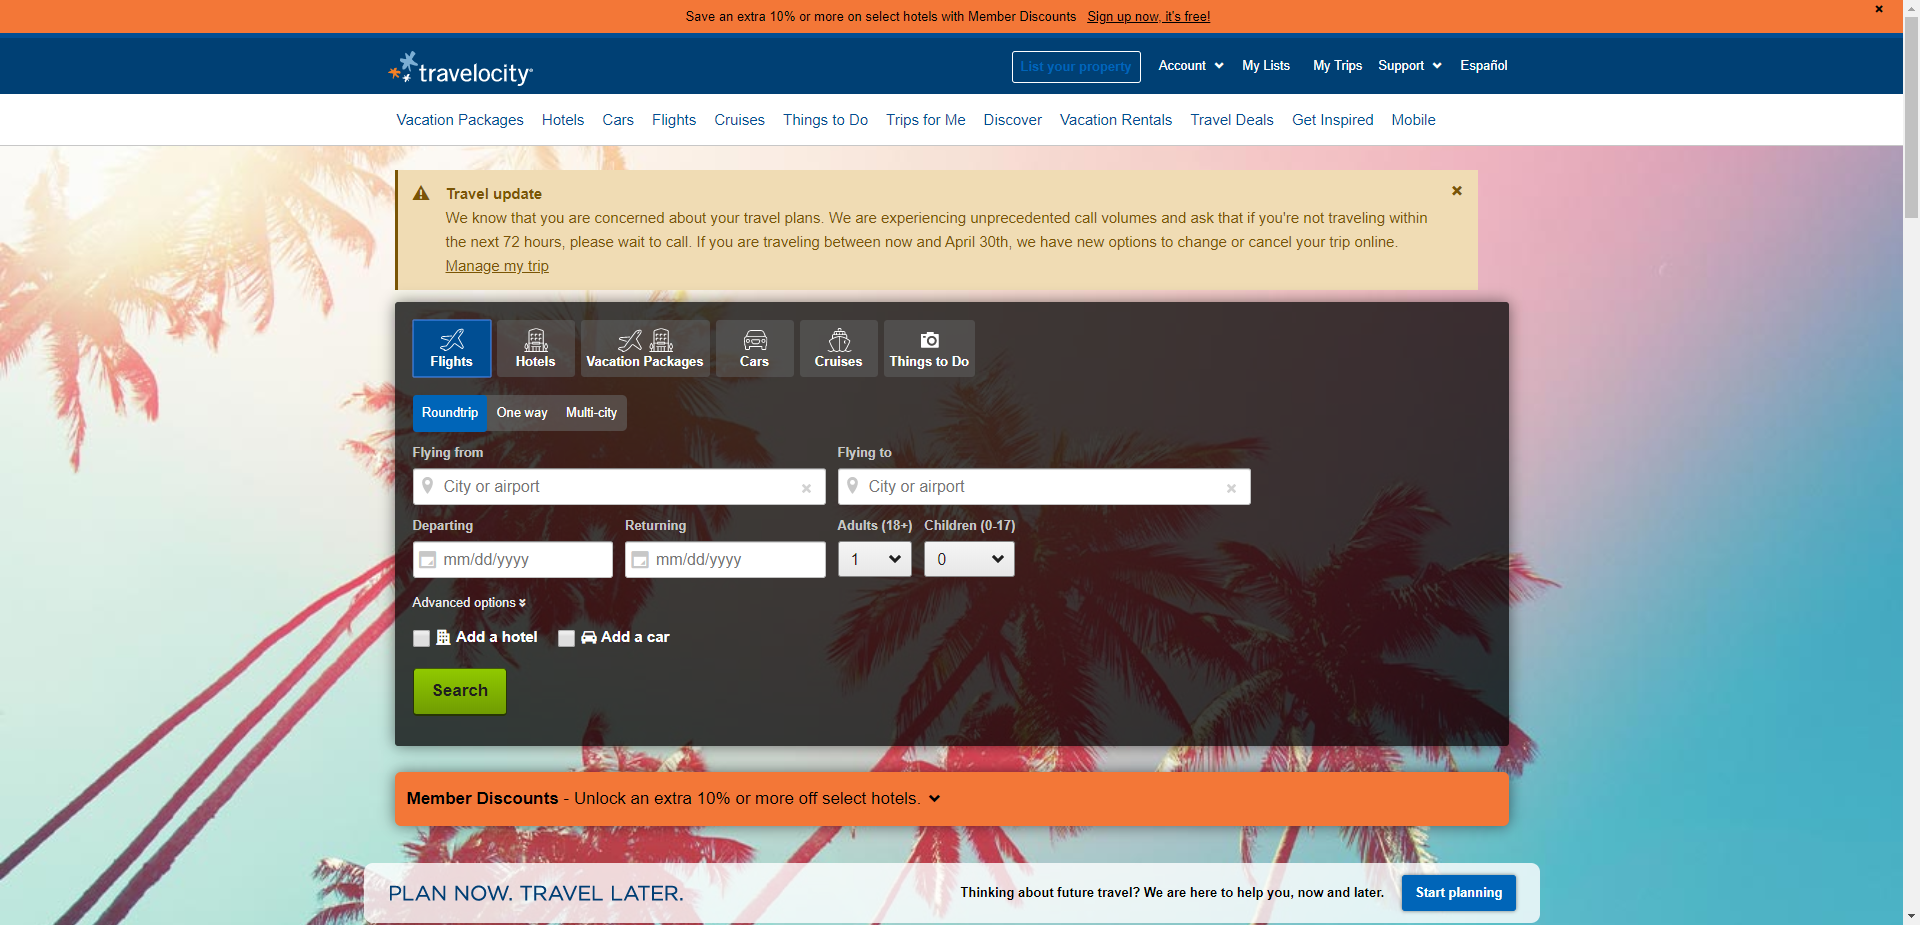 Save an extra 10% or more on select hotels with Member Discounts Sign up now, it's free!
travelocity
List your property Account My Lists My Trips Support Español
Vacation Packages Hotels Cars Flights Cruises Things to Do Trips for Me Discover Vacation Rentals Travel Deals Get Inspired Mobile
Travel update
We know that you are concerned about your travel plans. We are experiencing unprecedented call volumes and ask that if you're not traveling within
the next 72 hours, please wait to call. If you are traveling between now and April 30th, we have new options to change or cancel your trip online.
Manage my trip
Flights Hotels Vacation Packages Cars Cruises Things to Do
Roundtrip One way Multi-city
Flying from Flying to
City or airport City or airport
Departing Returning Adults (18+) Children (0-17)
mm/dd/yyyy mm/dd/yyyy 1 0
Advanced options
Add a hotel Add a car
Search
Member Discounts - Unlock an extra 10% or more off select hotels.
PLAN NOW. TRAVEL LATER. Thinking about future travel? We are here to help you, now and later. Start planning